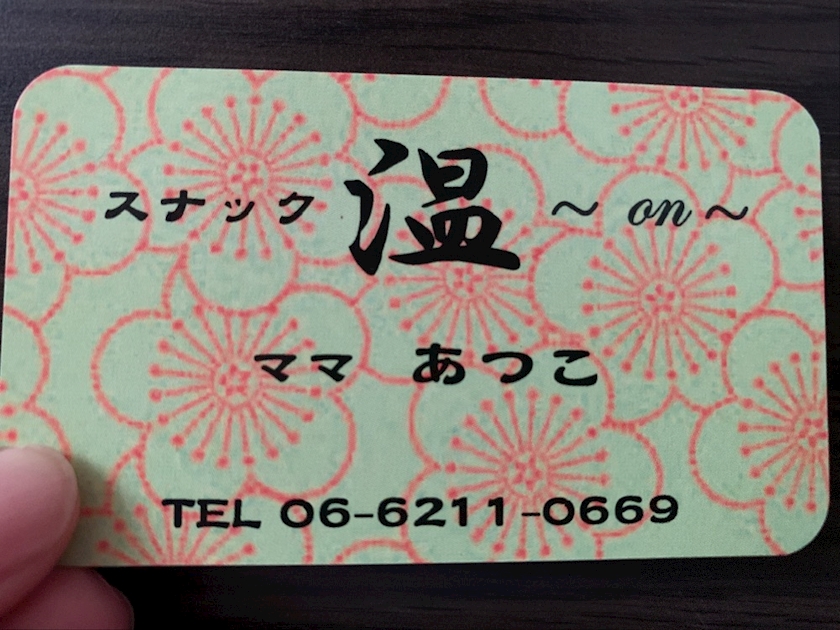 スナック 温 ～ on ～
ママ あつこ
TEL 06-6211-0669